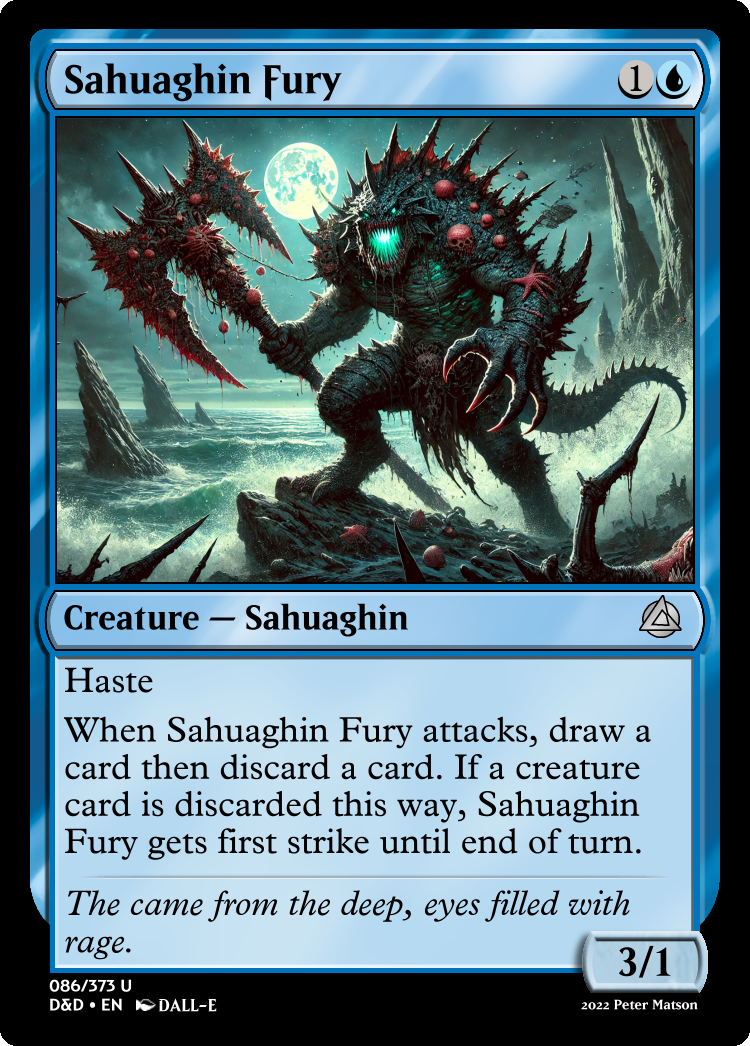 Sahuaghin Fury 1
Creature — Sahuaghin
Haste
When Sahuaghin Fury attacks, draw a
card then discard a card. If a creature
card is discarded this way, Sahuaghin
Fury gets first strike until end of turn.
The came from the deep, eyes filled with
rage.
3/1
086/373 U
D&D • EN DALL-E
2022 Peter Matson